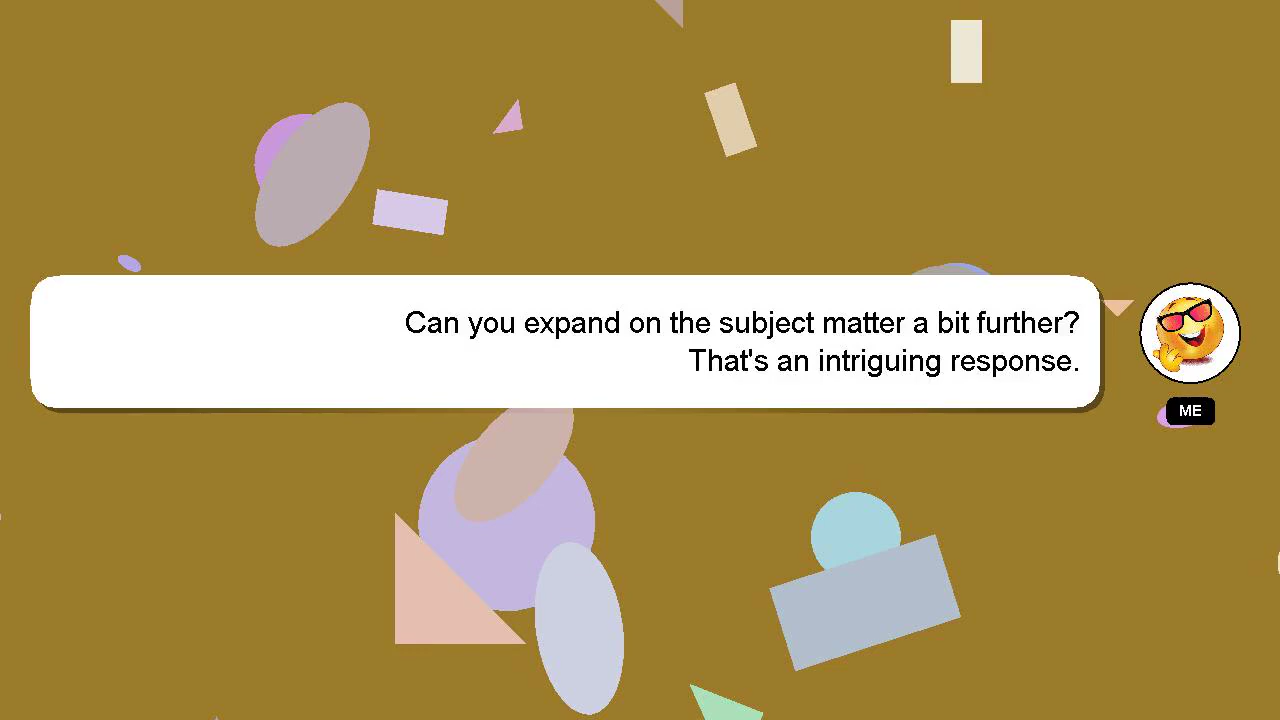 Can you expand on the subject matter a bit further?
That's an intriguing response.
ME